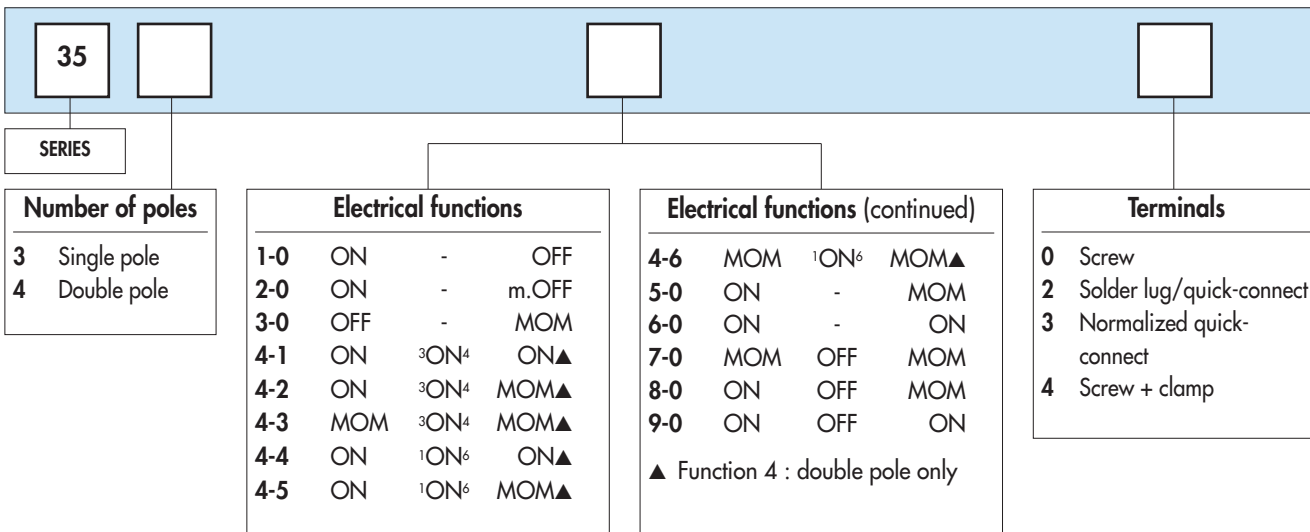 35
SERIES
Number of poles
3 Single pole
4 Double pole
Electrical functions
1-0 ON - OFF
2-0 ON - m.OFF
3-0 OFF - MOM
4-1 ON ³ON⁴ ON▲
4-2 ON ³ON⁴ MOM▲
4-3 MOM ³ON⁴ MOM▲
4-4 ON ¹ON⁶ ON▲
4-5 ON ¹ON⁶ MOM▲
Electrical functions (continued)
4-6 MOM ¹ON⁶ MOM▲
5-0 ON - MOM
6-0 ON - ON
7-0 MOM OFF MOM
8-0 ON OFF MOM
9-0 ON OFF ON
▲ Function 4 : double pole only
Terminals
0 Screw
2 Solder lug/quick-connect
3 Normalized quick-
connect
4 Screw + clamp